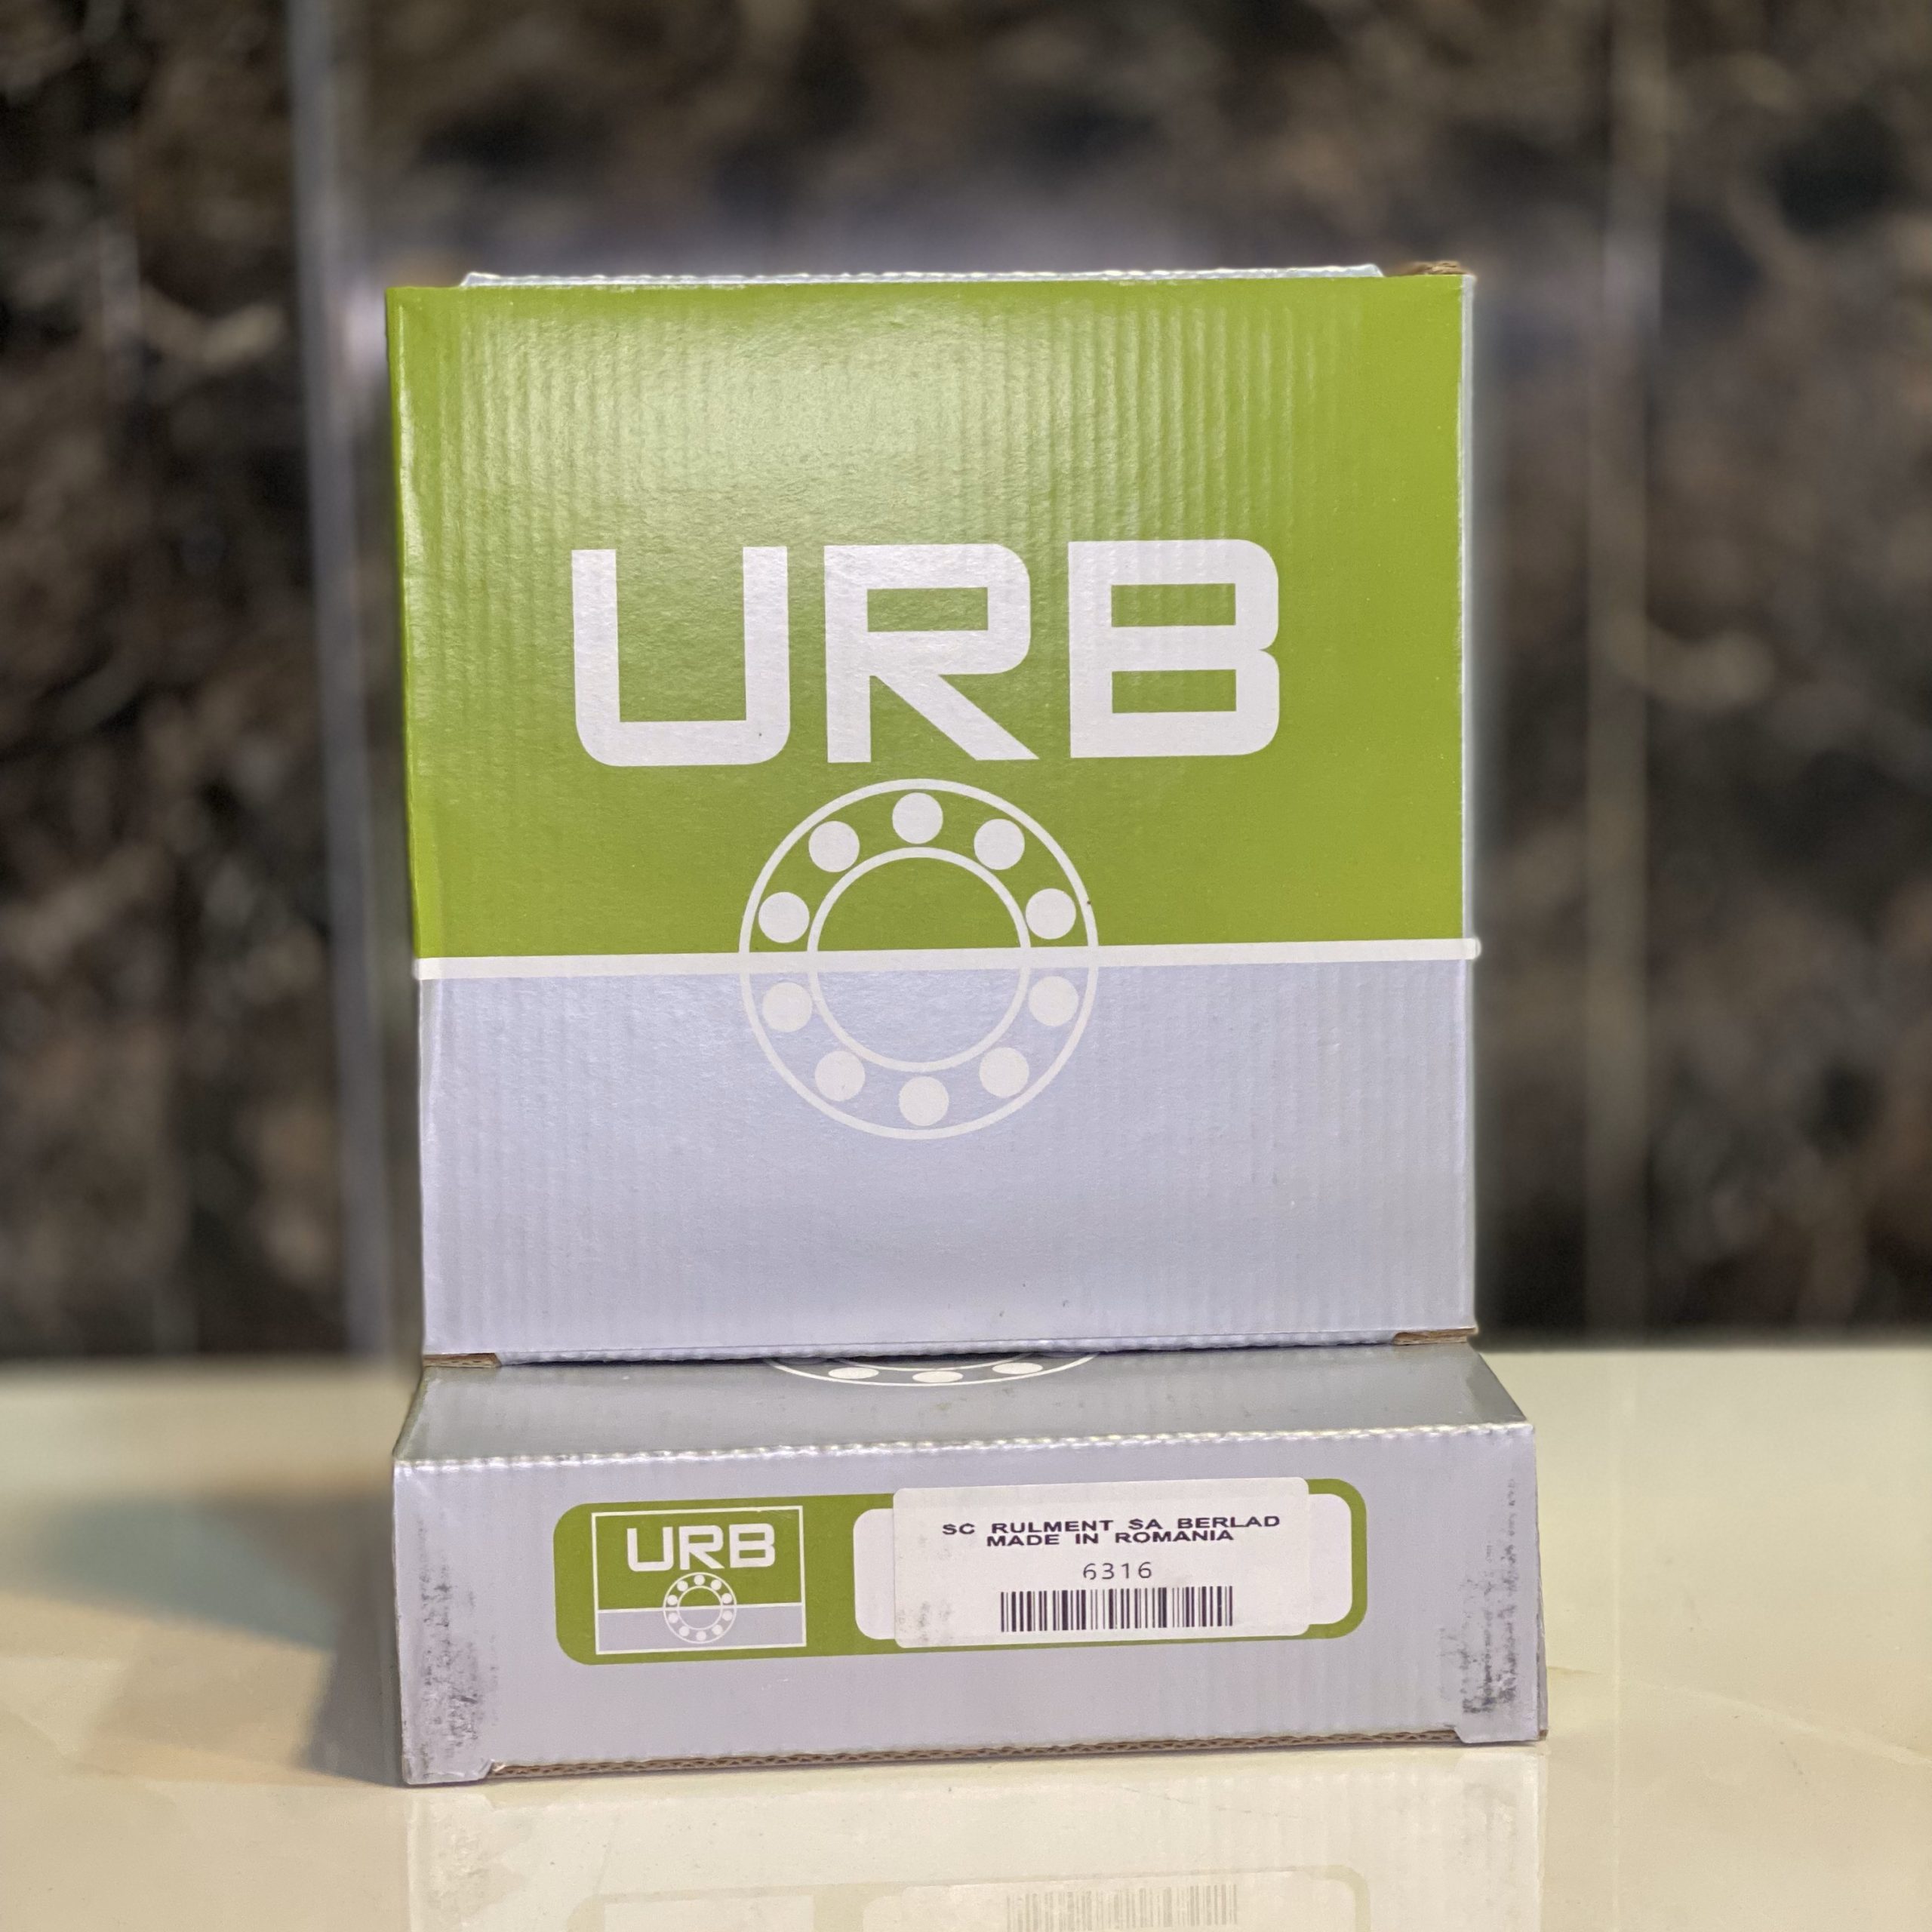 URB
URB
SC RULMENT SA BERLAD
MADE IN ROMANIA
6316